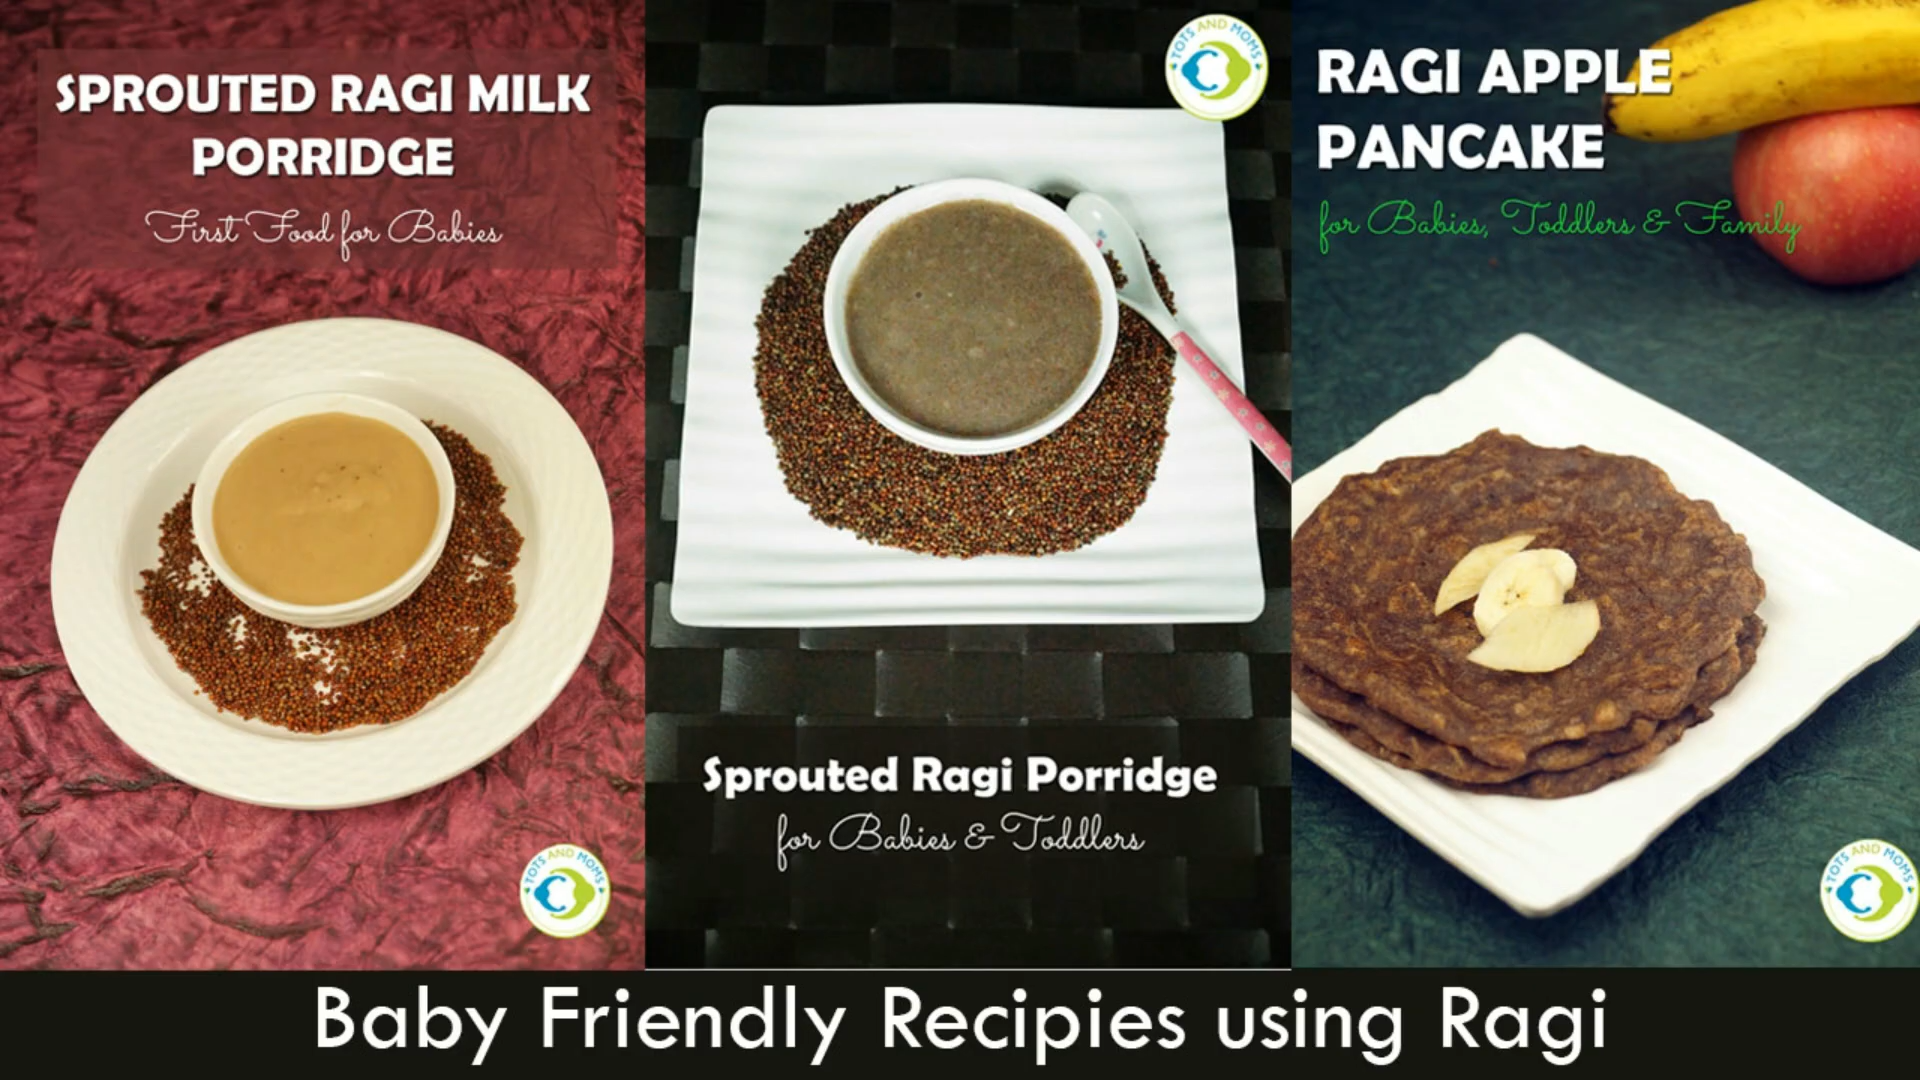 SPROUTED RAGI MILK
PORRIDGE
First Food for Babies
TOTS AND MOMS
TOTS AND MOMS
Sprouted Ragi Porridge
for Babies & Toddlers
RAGI APPLE
PANCAKE
for Babies, Toddlers & Family
TOTS AND MOMS
Baby Friendly Recipies using Ragi